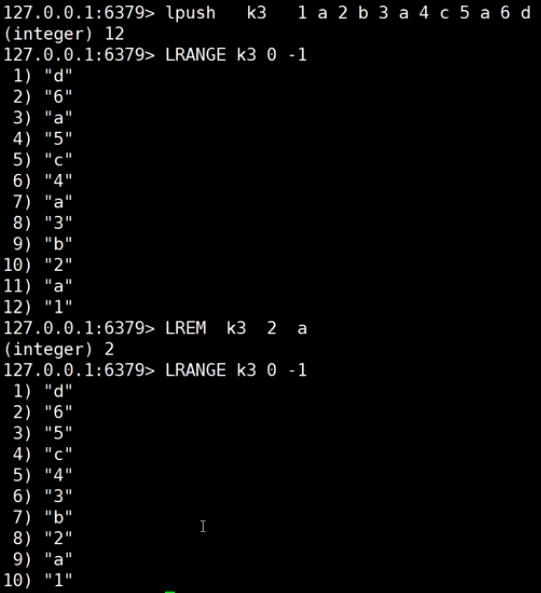 127.0.0.1:6379> lpush   k3   1 a 2 b 3 a 4 c 5 a 6 d
(integer) 12
127.0.0.1:6379> LRANGE k3 0 -1
 1) "d"
 2) "6"
 3) "a"
 4) "5"
 5) "c"
 6) "4"
 7) "a"
 8) "3"
 9) "b"
10) "2"
11) "a"
12) "1"
127.0.0.1:6379> LREM  k3  2  a
(integer) 2
127.0.0.1:6379> LRANGE k3 0 -1
 1) "d"
 2) "6"
 3) "5"
 4) "c"
 5) "4"
 6) "3"
 7) "b"
 8) "2"
 9) "a"
10) "1"